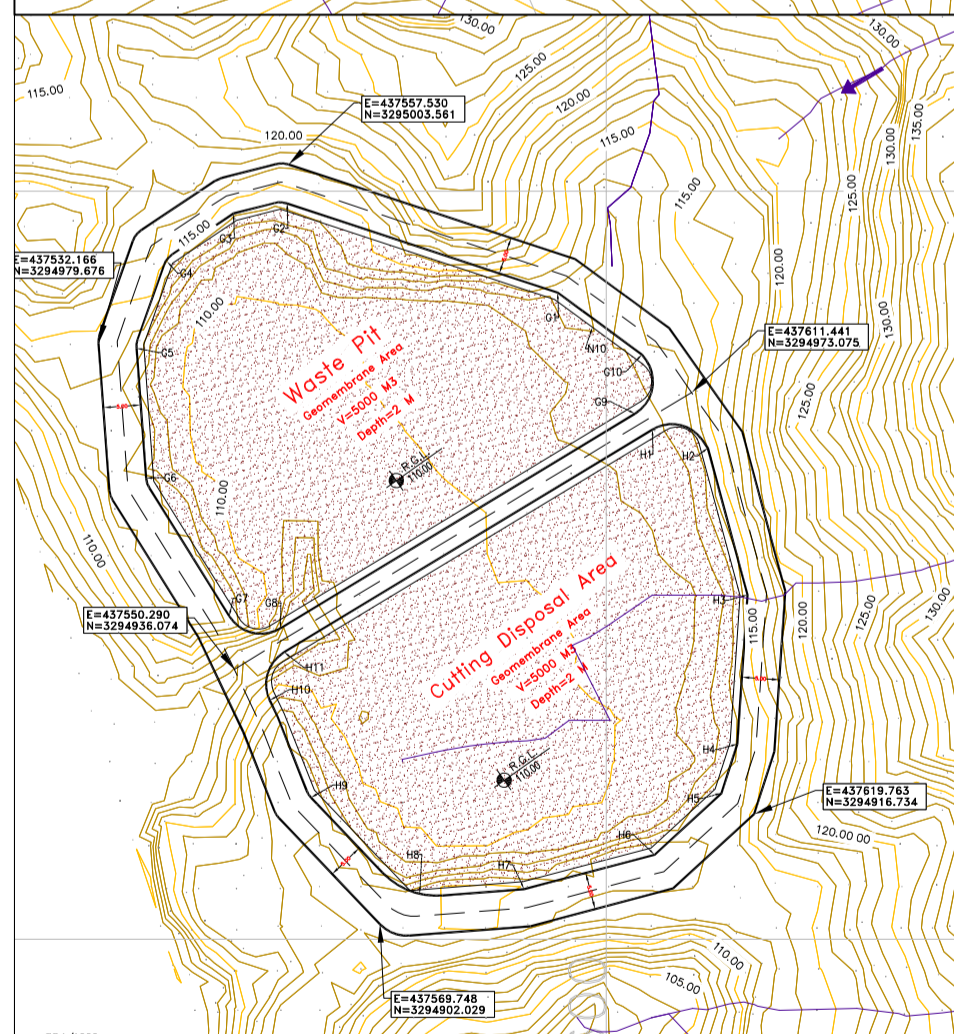 130.00
130.00
125.00
115.00
120.00
135.00
E=437557.530
N=3295003.561
120.00
115.00
130.00
125.00
115.00
115.00
G2
G3
120.00
E=437532.166
N=3294979.676
G4
110.00
G1
130.00
E=437611.441
N=3294973.075
G5
N10
Waste Pit
Geomembrane Area
V=5000 M3
Depth=2 M
G10
G9
125.00
H1
H2
R.G.L.
110.00
G6
110.00
110.00
Cutting Disposal Area
Geomembrane Area
V=5000 M3
Depth=2 M
G7
G8
H3
115.00
120.00
125.00
130.00
E=437550.290
N=3294936.074
H11
H10
H4
R.G.L.
110.00
H9
H5
E=437619.763
N=3294916.734
H6
120.00 00
H8
H7
110.00
105.00
E=437569.748
N=3294902.029